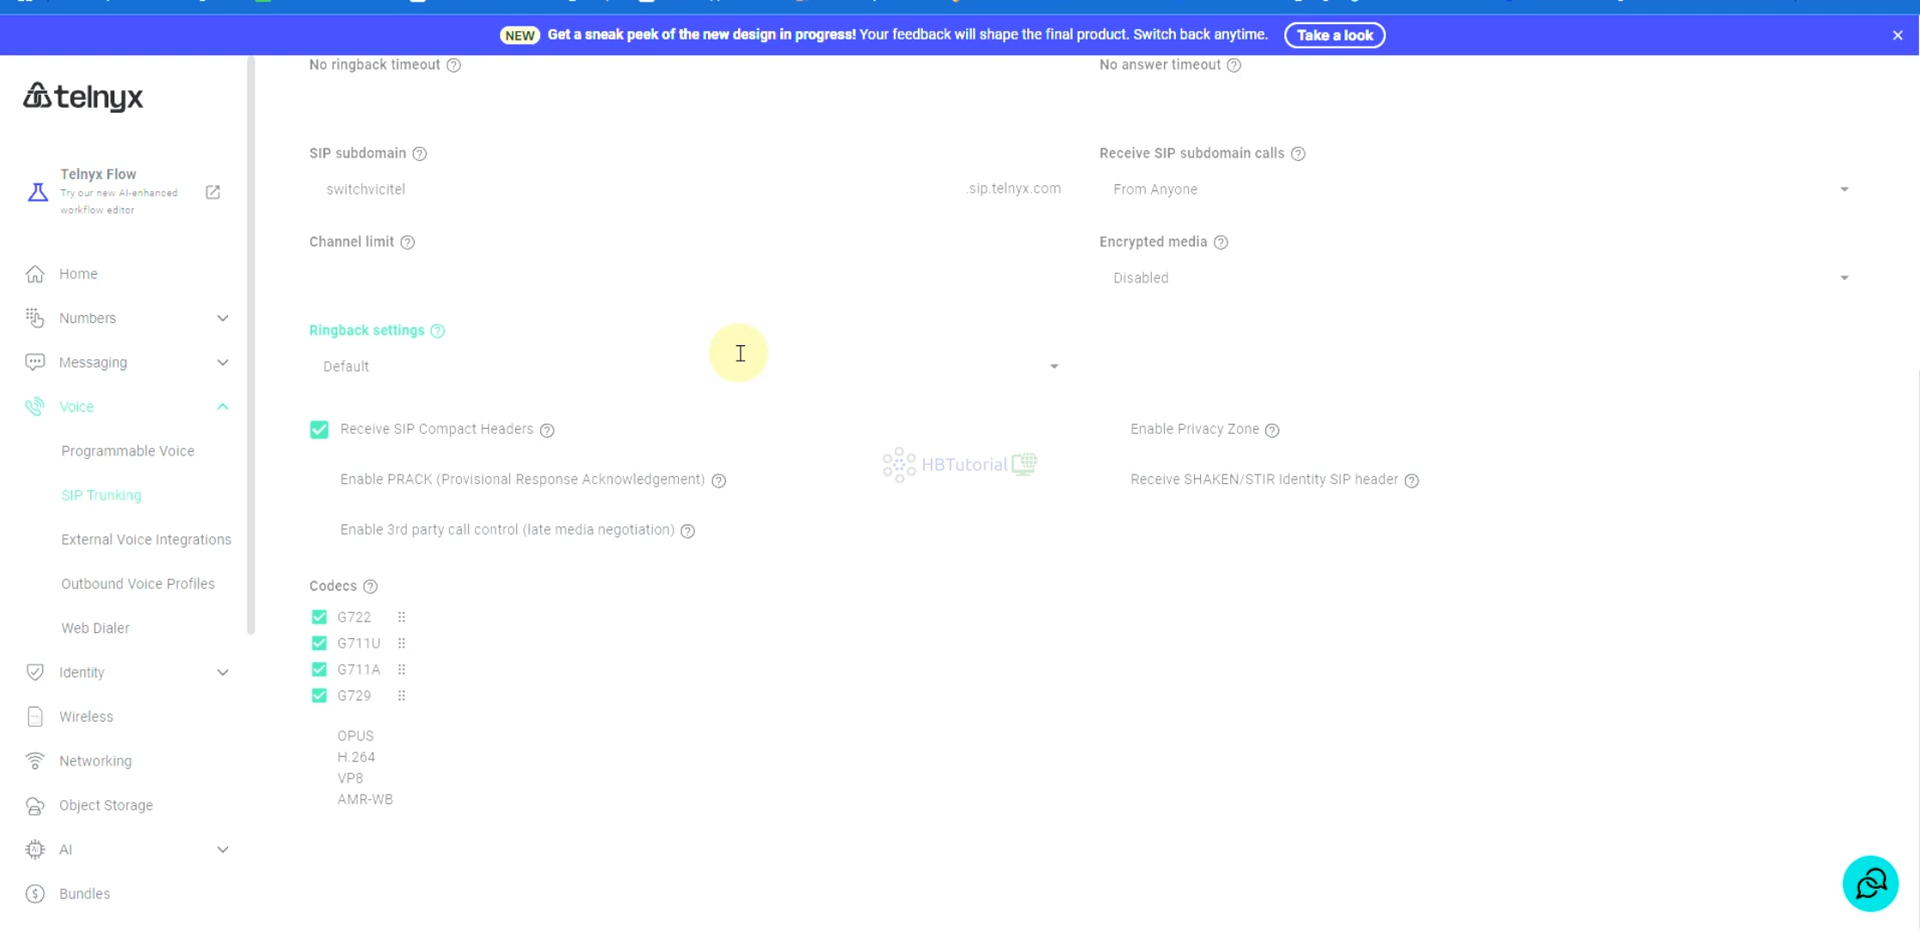 NEW Get a sneak peek of the new design in progress! Your feedback will shape the final product. Switch back anytime. Take a look
telnyx
Telnyx Flow
Try our new AI-enhanced
workflow editor
Home
Numbers
Messaging
Voice
Programmable Voice
SIP Trunking
External Voice Integrations
Outbound Voice Profiles
Web Dialer
Identity
Wireless
Networking
Object Storage
AI
Bundles
No ringback timeout
No answer timeout
SIP subdomain
switchvicitel .sip.telnyx.com
Receive SIP subdomain calls
From Anyone
Channel limit
Encrypted media
Disabled
Ringback settings
Default
Receive SIP Compact Headers
Enable Privacy Zone
Enable PRACK (Provisional Response Acknowledgement)
Receive SHAKEN/STIR Identity SIP header
Enable 3rd party call control (late media negotiation)
HBTutorial
Codecs
G722
G711U
G711A
G729
OPUS
H.264
VP8
AMR-WB